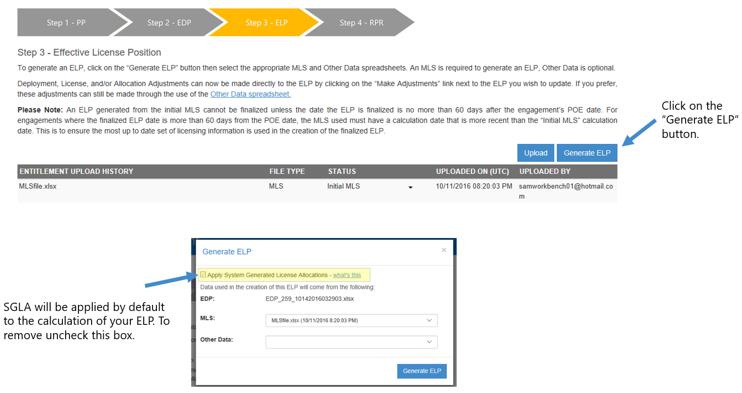 Step 1 - PP
Step 2 - EDP
Step 3 - ELP
Step 4 - RPR
Step 3 - Effective License Position
To generate an ELP, click on the "Generate ELP" button then select the appropriate MLS and Other Data spreadsheets. An MLS is required to generate an ELP, Other Data is optional.
Deployment, License, and/or Allocation Adjustments can now be made directly to the ELP by clicking on the "Make Adjustments" link next to the ELP you wish to update. If you prefer,
these adjustments can still be made through the use of the Other Data spreadsheet.
Please Note: An ELP generated from the initial MLS cannot be finalized unless the date the ELP is finalized is no more than 60 days after the engagement's POE date. For
engagements where the finalized ELP date is more than 60 days from the POE date, the MLS used must have a calculation date that is more recent than the "Initial MLS" calculation
date. This is to ensure the most up to date set of licensing information is used in the creation of the finalized ELP.
Click on the
"Generate ELP"
button.
Upload
Generate ELP
ENTITLEMENT UPLOAD HISTORY FILE TYPE STATUS UPLOADED ON (UTC) UPLOADED BY
MLSfile.xlsx MLS Initial MLS 10/11/2016 08:20:03 PM samworkbench01@hotmail.co
m
Generate ELP ×
Apply System Generated License Allocations - what's this
Data used in the creation of this ELP will come from the following:
EDP: EDP_259_10142016032903.xlsx
MLS: MLSfile.xlsx (10/11/2016 8:20:03 PM)
Other Data:
Generate ELP
SGLA will be applied by default
to the calculation of your ELP. To
remove uncheck this box.